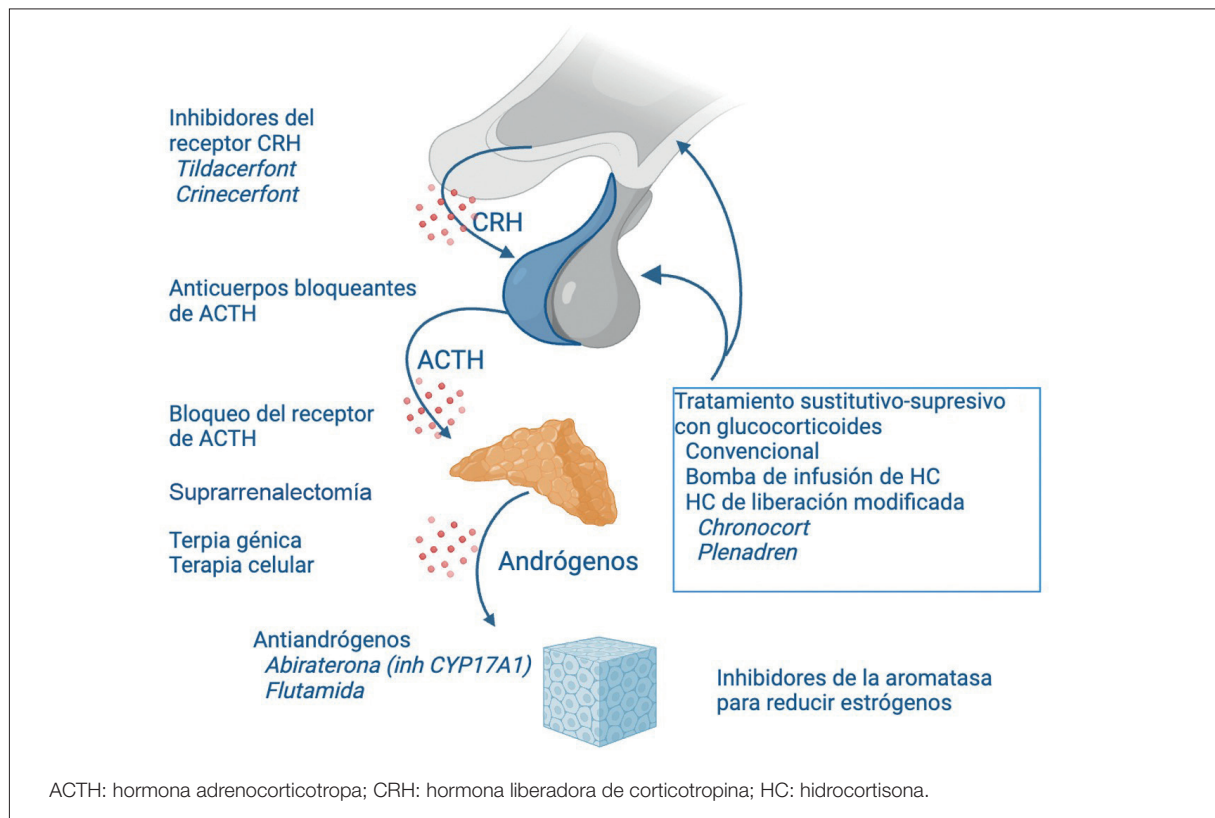 Inhibidores del
receptor CRH
Tildacerfont
Crinecerfont
CRH
Anticuerpos bloqueantes
de ACTH
ACTH
Bloqueo del receptor
de ACTH
Suprarrenalectomía
Terpia génica
Terapia celular
Andrógenos
Tratamiento sustitutivo-supresivo
con glucocorticoides
Convencional
Bomba de infusión de HC
HC de liberación modificada
Chronocort
Plenadren
Antiandrógenos
Abiraterona (inh CYP17A1)
Flutamida
Inhibidores de la aromatasa
para reducir estrógenos
ACTH: hormona adrenocorticotropa; CRH: hormona liberadora de corticotropina; HC: hidrocortisona.